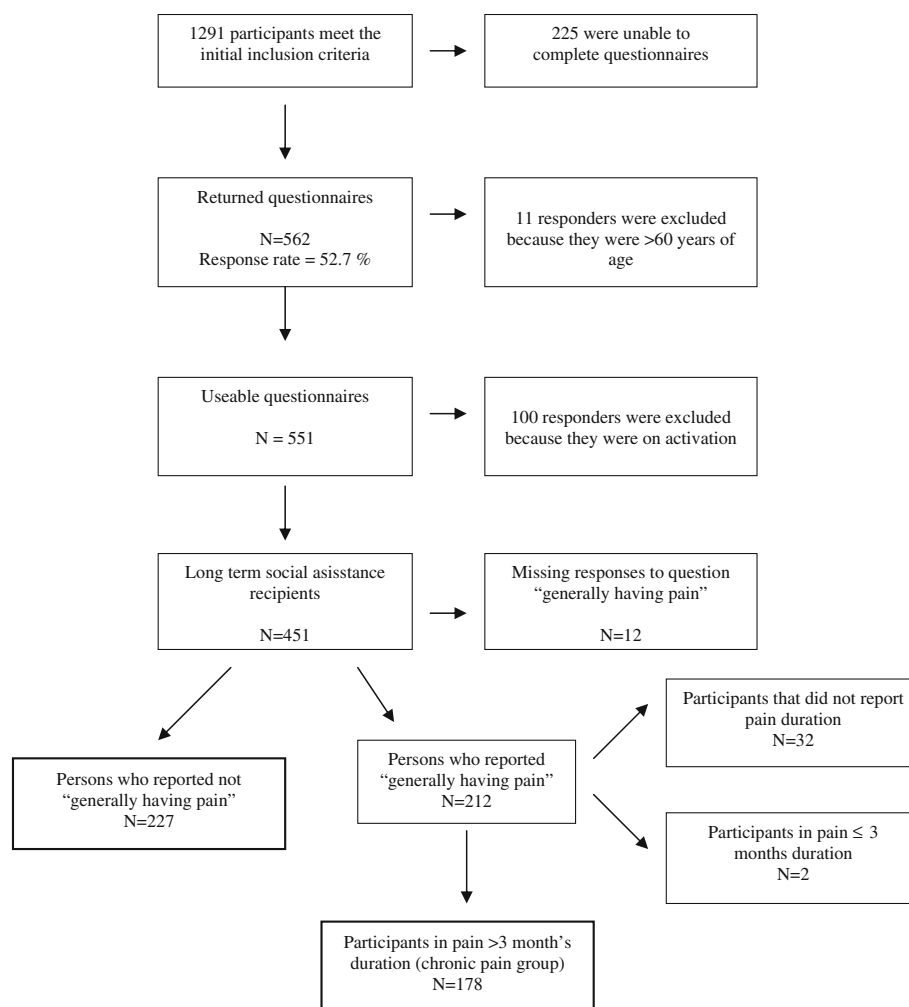 1291 participants meet the
initial inclusion criteria
225 were unable to
complete questionnaires
Returned questionnaires
N=562
Response rate = 52.7 %
11 responders were excluded
because they were >60 years of
age
Useable questionnaires
N = 551
100 responders were excluded
because they were on activation
Long term social asisstance
recipients
N=451
Missing responses to question
“generally having pain”
N=12
Participants that did not report
pain duration
N=32
Persons who reported not
“generally having pain”
N=227
Persons who reported
“generally having pain”
N=212
Participants in pain ≤ 3
months duration
N=2
Participants in pain >3 month's
duration (chronic pain group)
N=178